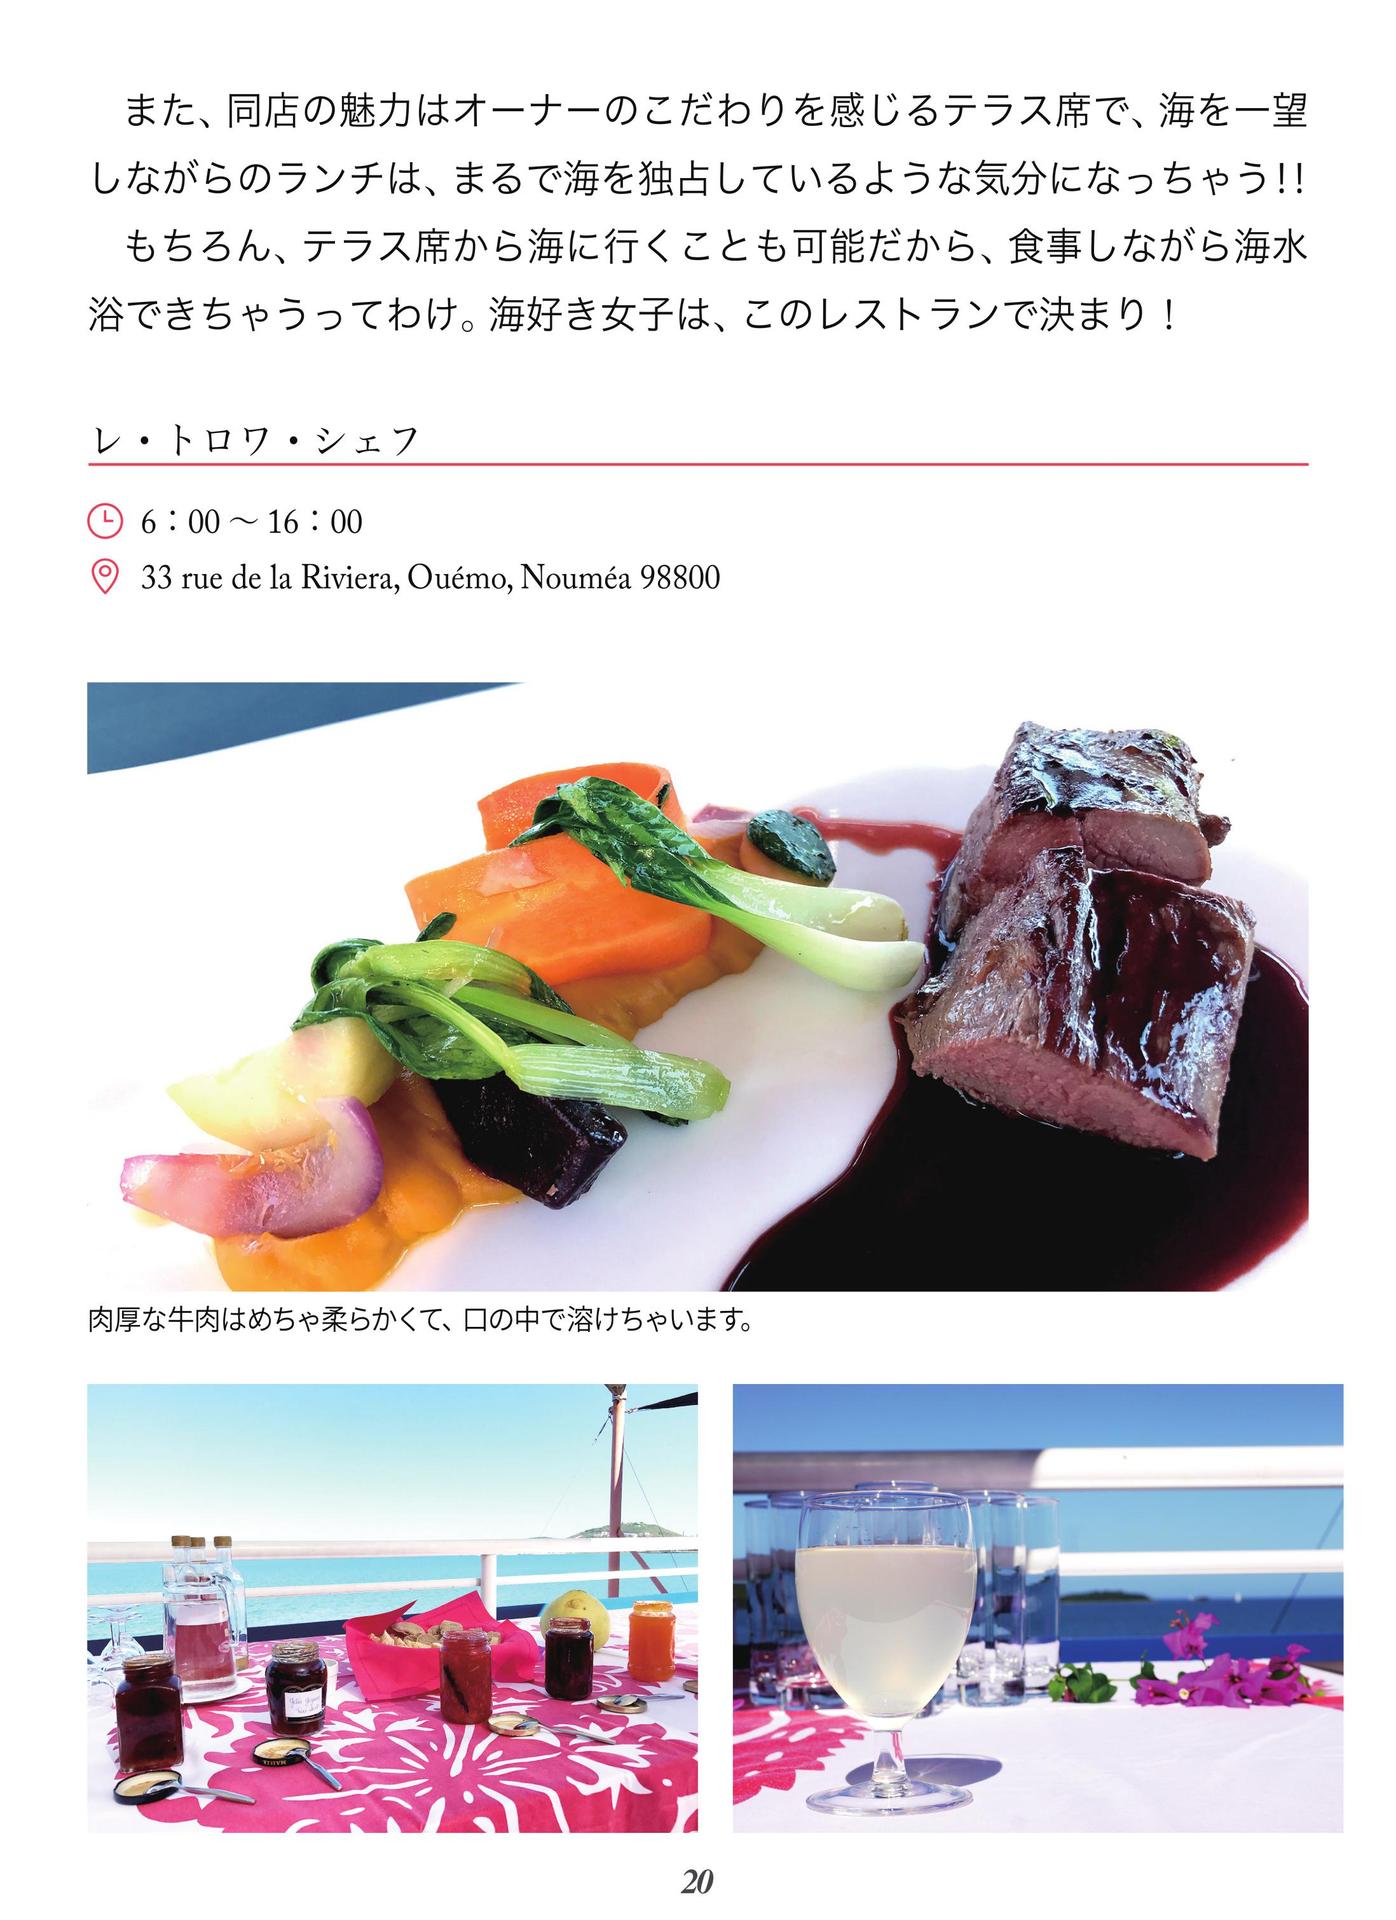 また、同店の魅力はオーナーのこだわりを感じるテラス席で、海を一望
しながらのランチは、まるで海を独占しているような気分になっちゃう!!
もちろん、テラス席から海に行くことも可能だから、食事しながら海水
浴できちゃうってわけ。海好き女子は、このレストランで決まり！
レ・トロワ・シェフ
6：00 〜 16：00
33 rue de la Riviera, Ouémo, Nouméa 98800
肉厚な牛肉はめちゃ柔らかくて、口の中で溶けちゃいます。
20